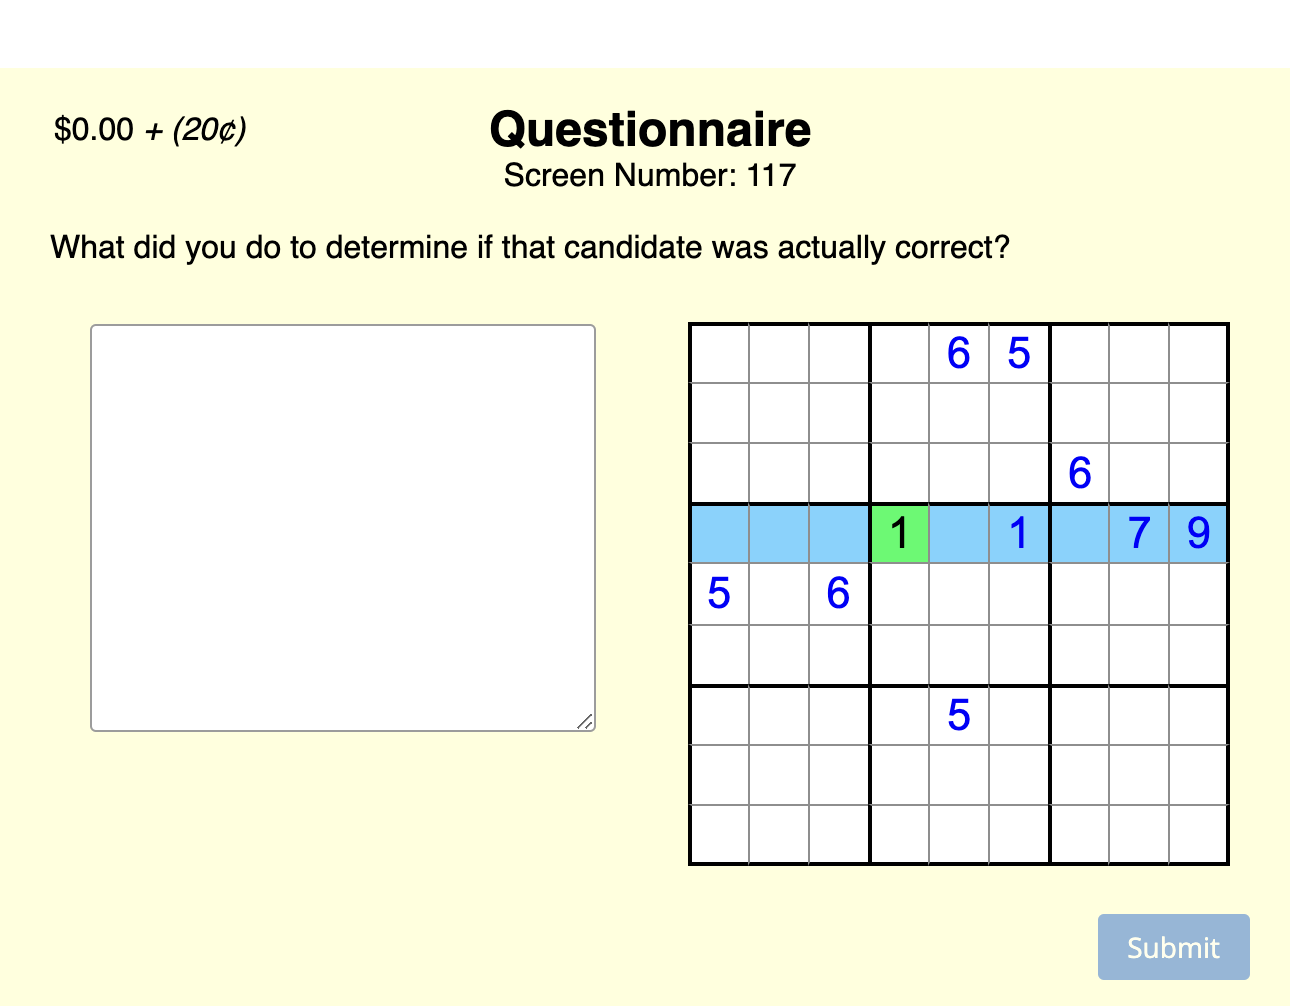 $0.00 + (20¢)
Questionnaire
Screen Number: 117
What did you do to determine if that candidate was actually correct?
6 5
6
1 1 7 9
5 6
5
Submit